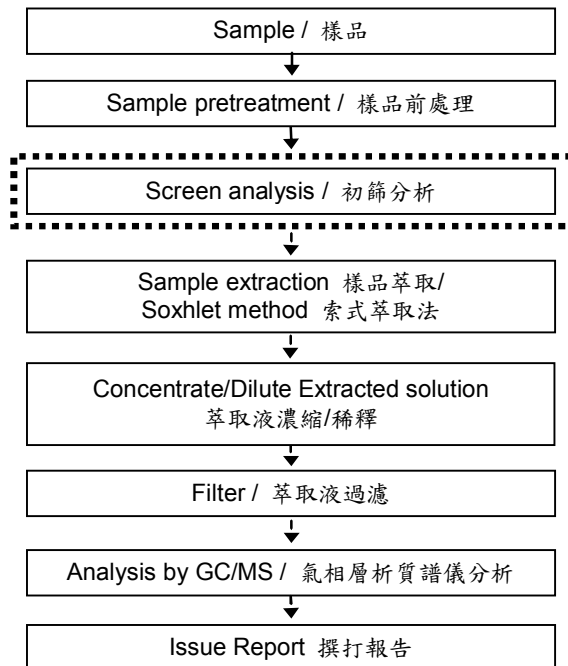 Sample / 樣品
Sample pretreatment / 樣品前處理
Screen analysis / 初篩分析
Sample extraction 樣品萃取/
Soxhlet method 索式萃取法
Concentrate/Dilute Extracted solution
萃取液濃縮/稀釋
Filter / 萃取液過濾
Analysis by GC/MS / 氣相層析質譜儀分析
Issue Report 撰打報告